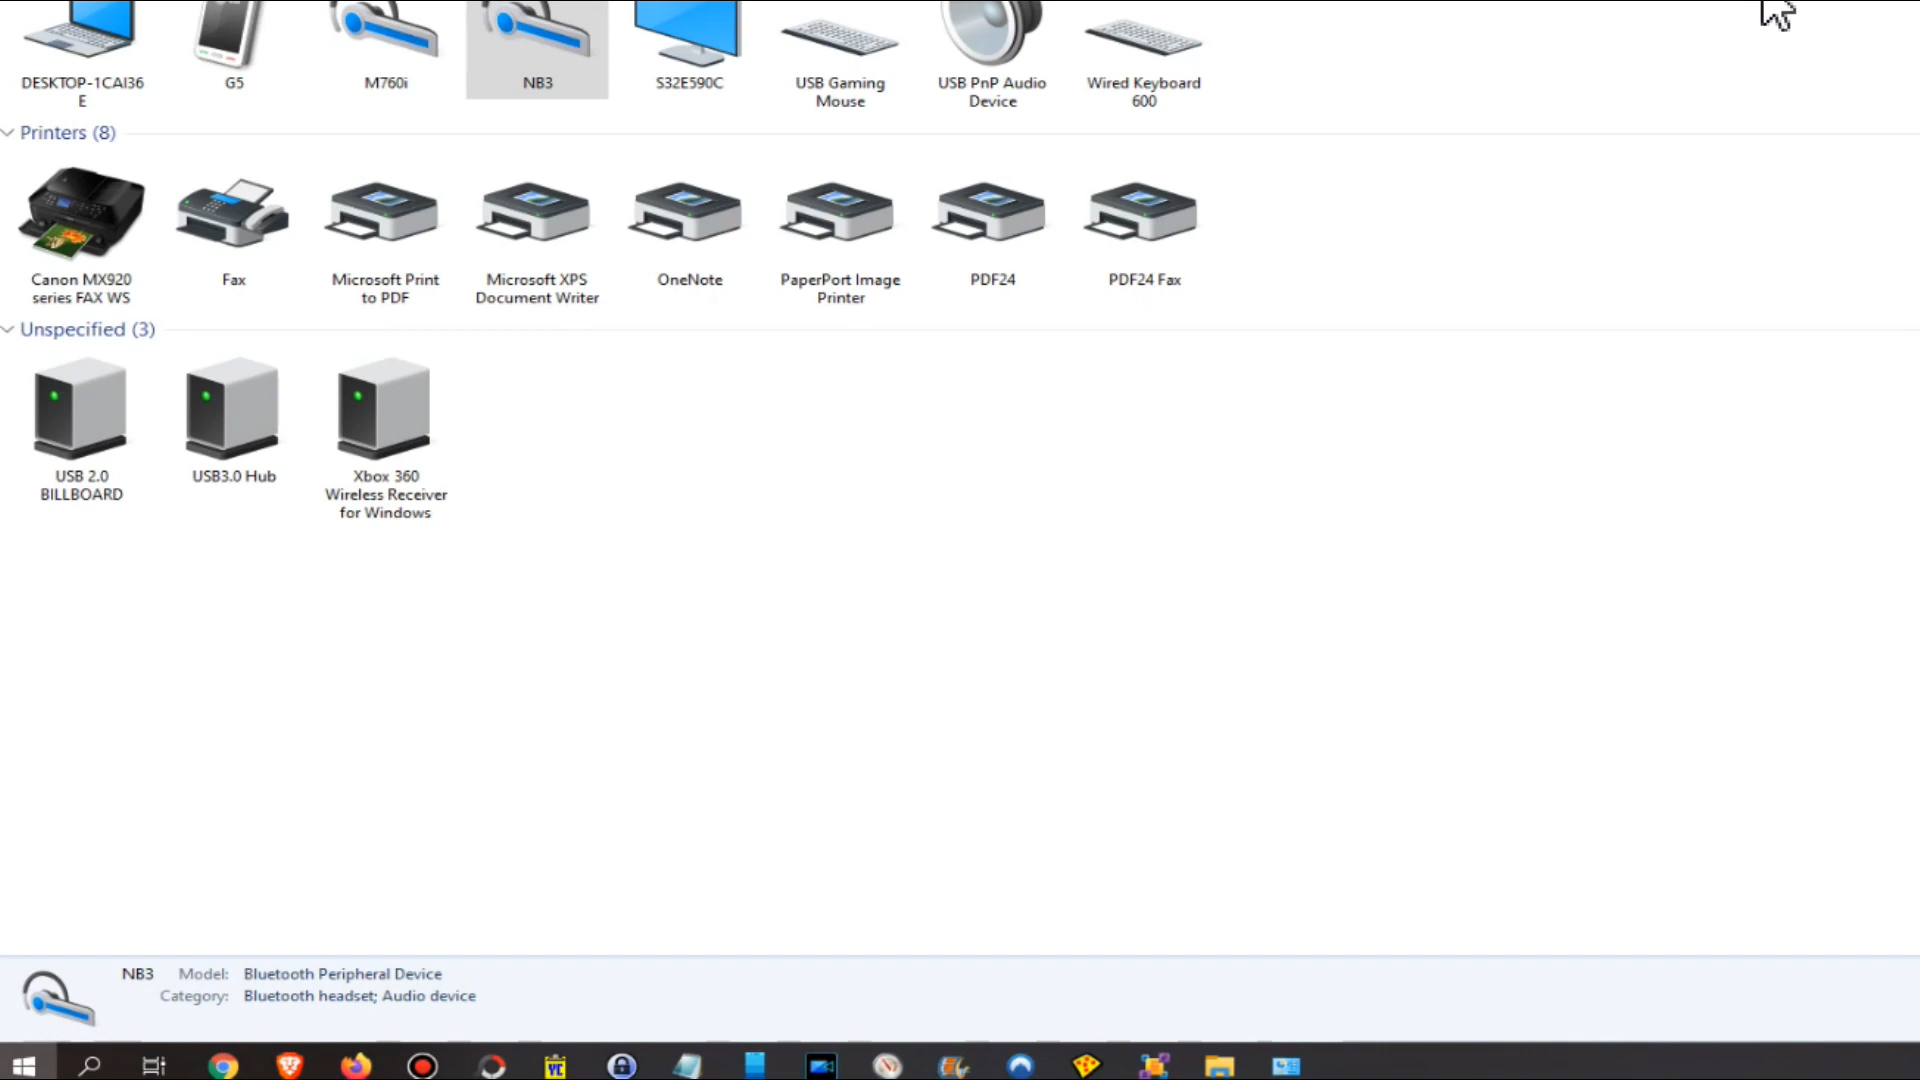 DESKTOP-1CAI36
E
G5
M760i
NB3
S32E590C
USB Gaming
Mouse
USB PnP Audio
Device
Wired Keyboard
600
Printers (8)
Canon MX920
series FAX WS
Fax
Microsoft Print
to PDF
Microsoft XPS
Document Writer
OneNote
PaperPort Image
Printer
PDF24
PDF24 Fax
Unspecified (3)
USB 2.0
BILLBOARD
USB3.0 Hub
Xbox 360
Wireless Receiver
for Windows
NB3 Model: Bluetooth Peripheral Device
Category: Bluetooth headset; Audio device
YC